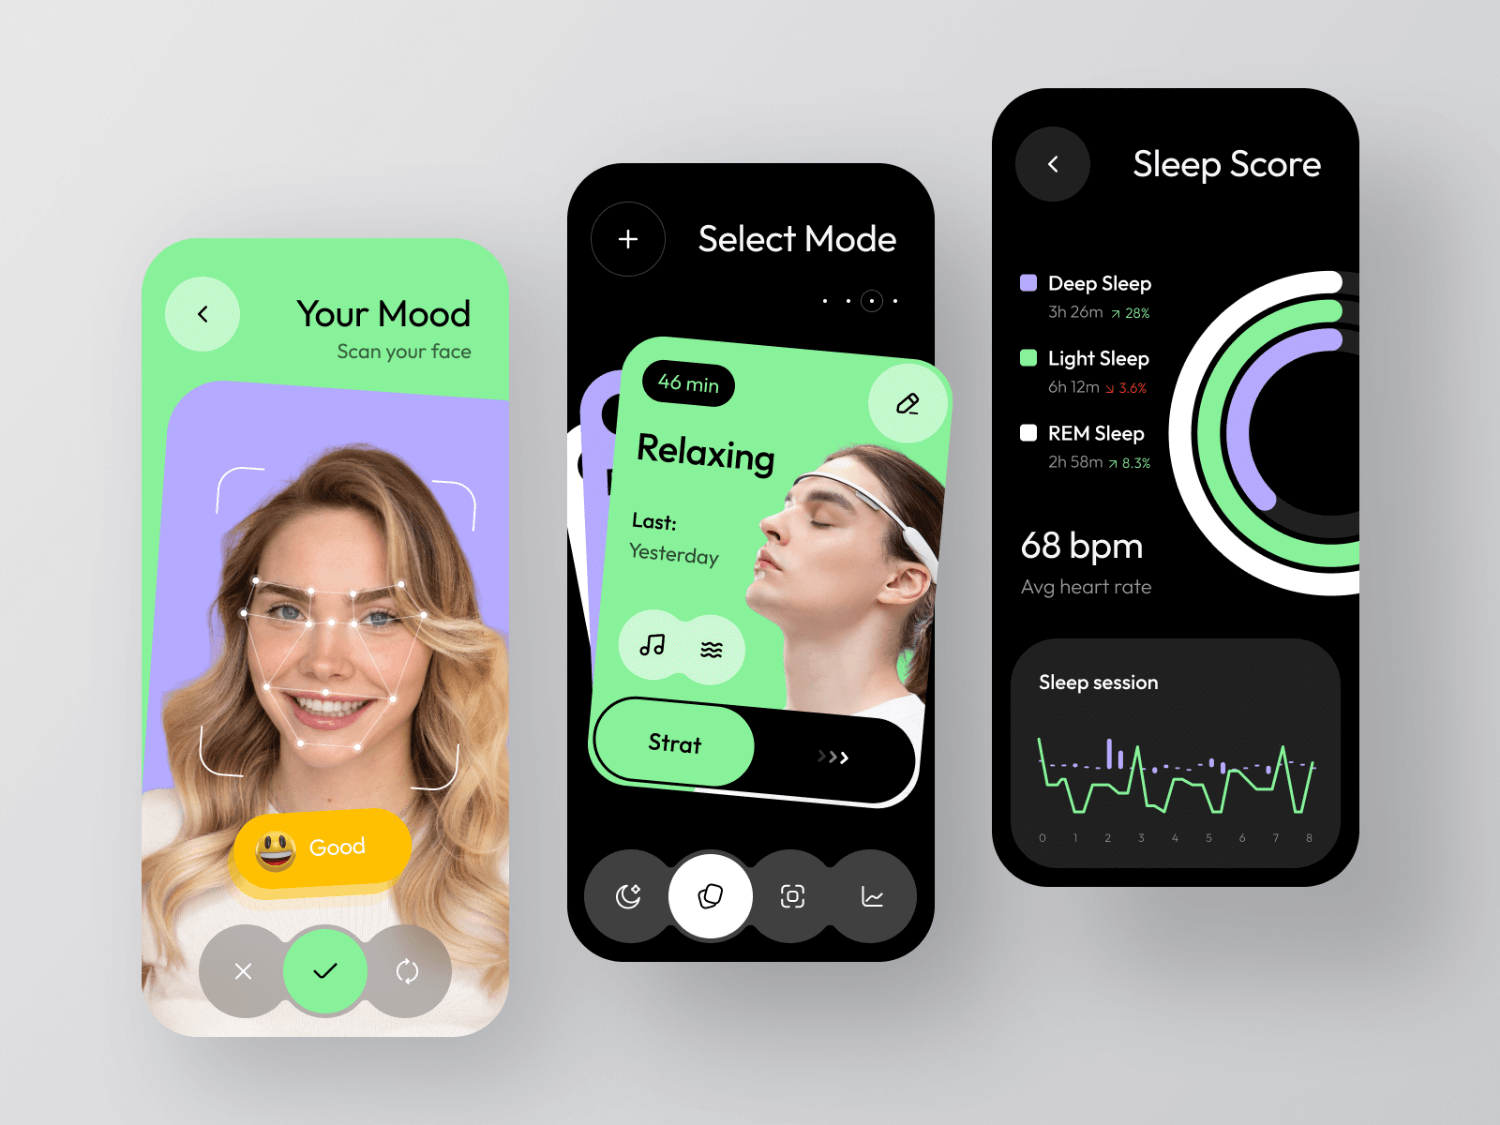 Your Mood
Scan your face
Good
Select Mode
46 min
Relaxing
Last:
Yesterday
Strat
Sleep Score
Deep Sleep
3h 26m ↗ 28%
Light Sleep
6h 12m ↘ 3.6%
REM Sleep
2h 58m ↗ 8.3%
68 bpm
Avg heart rate
Sleep session
0 1 2 3 4 5 6 7 8